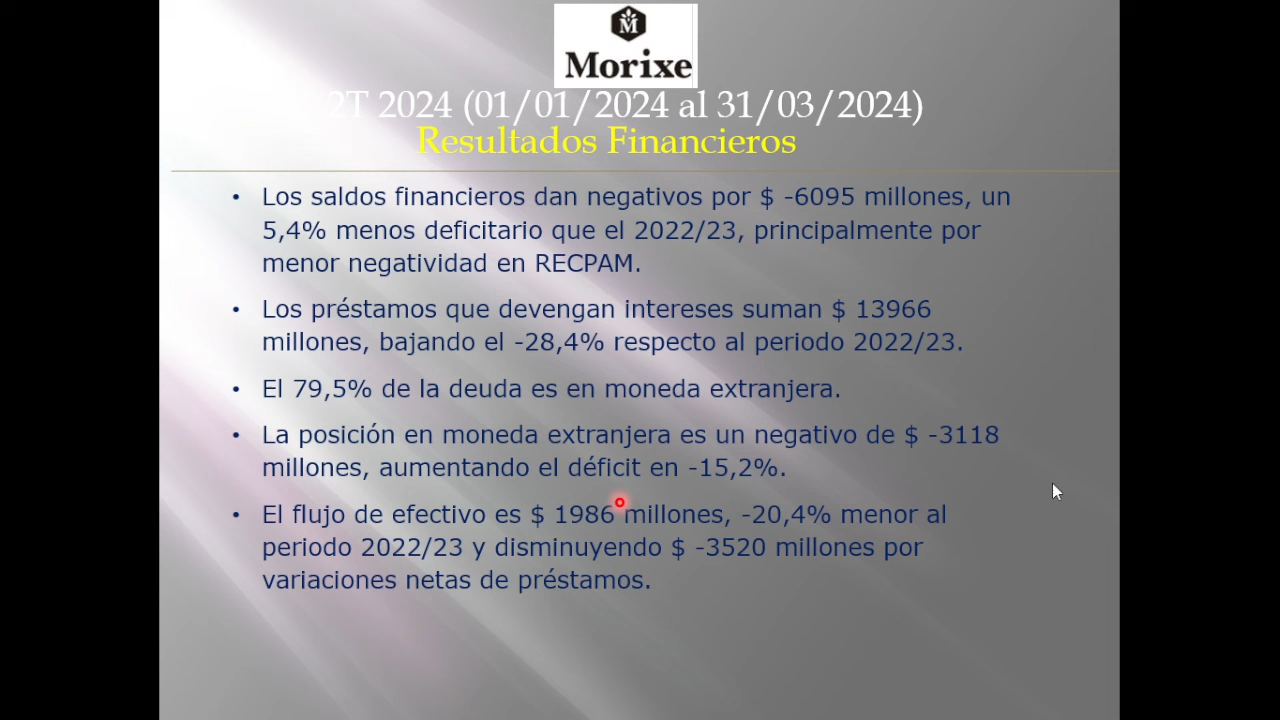 M
Morixe
2T 2024 (01/01/2024 al 31/03/2024)
Resultados Financieros
• Los saldos financieros dan negativos por $ -6095 millones, un
5,4% menos deficitario que el 2022/23, principalmente por
menor negatividad en RECPAM.
• Los préstamos que devengan intereses suman $ 13966
millones, bajando el -28,4% respecto al periodo 2022/23.
• El 79,5% de la deuda es en moneda extranjera.
• La posición en moneda extranjera es un negativo de $ -3118
millones, aumentando el déficit en -15,2%.
• El flujo de efectivo es $ 1986 millones, -20,4% menor al
periodo 2022/23 y disminuyendo $ -3520 millones por
variaciones netas de préstamos.